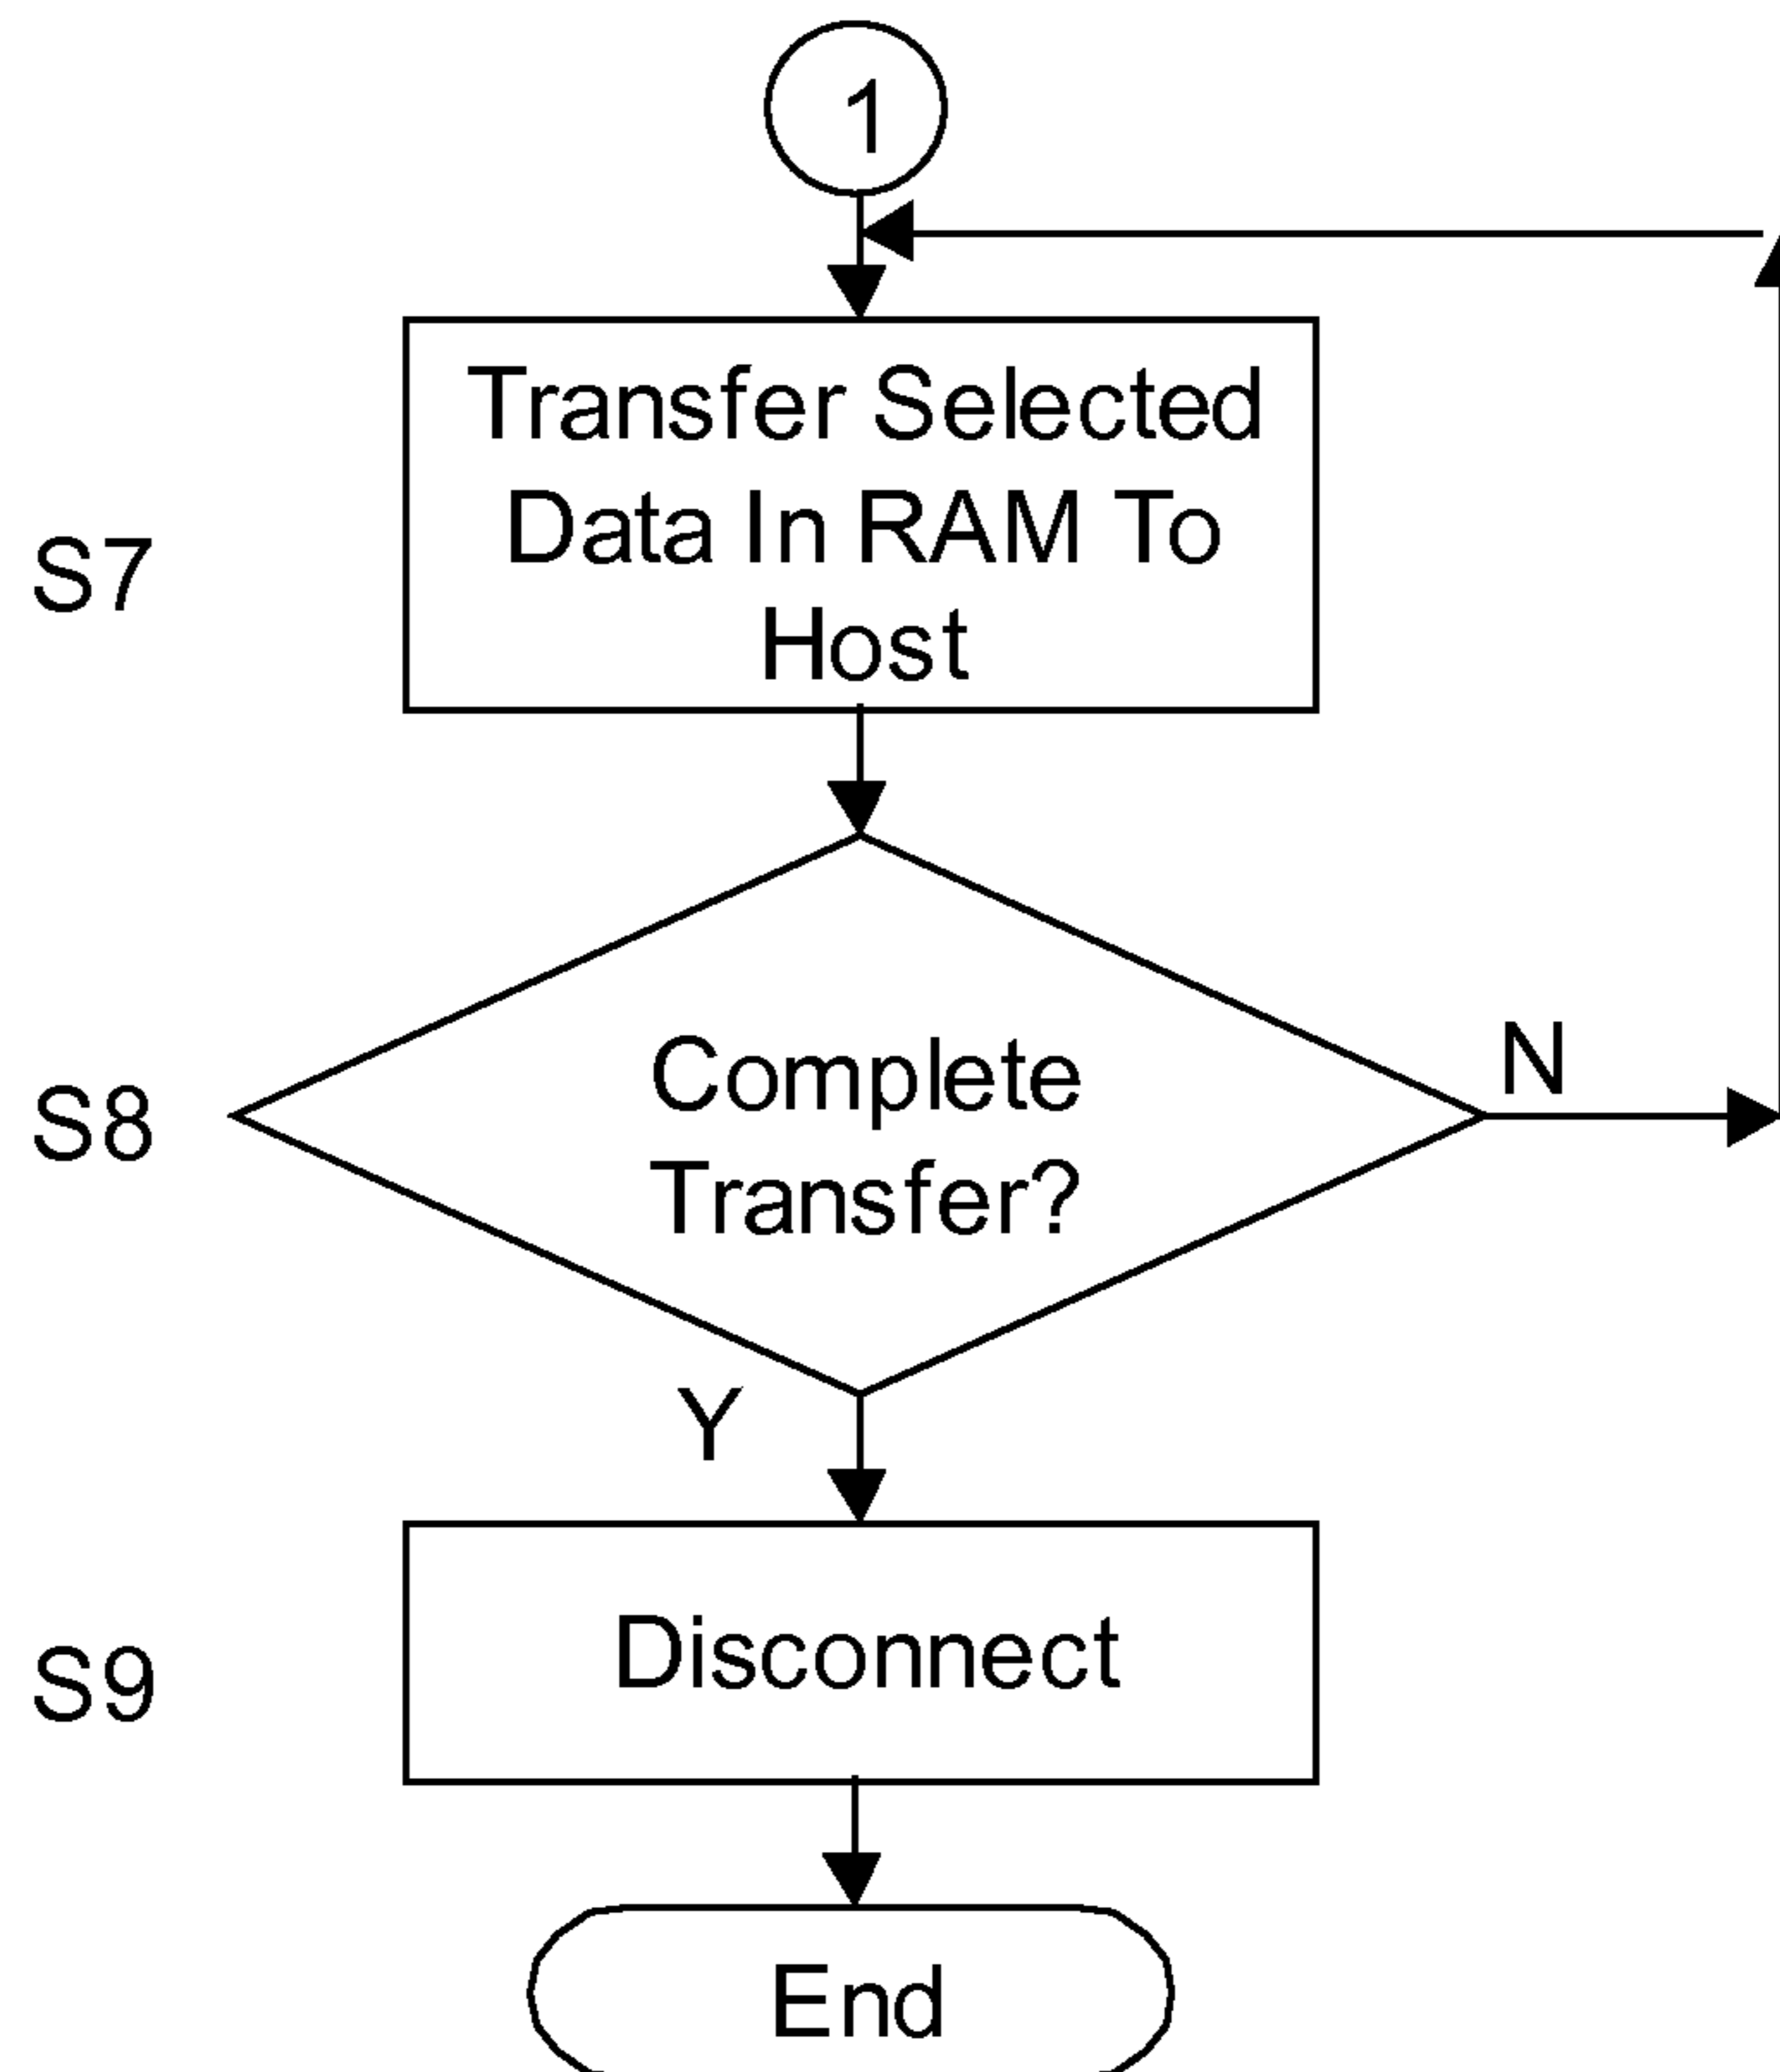 1
Transfer Selected
Data In RAM To
Host
S7
Complete
Transfer?
N
S8
Y
Disconnect
S9
End